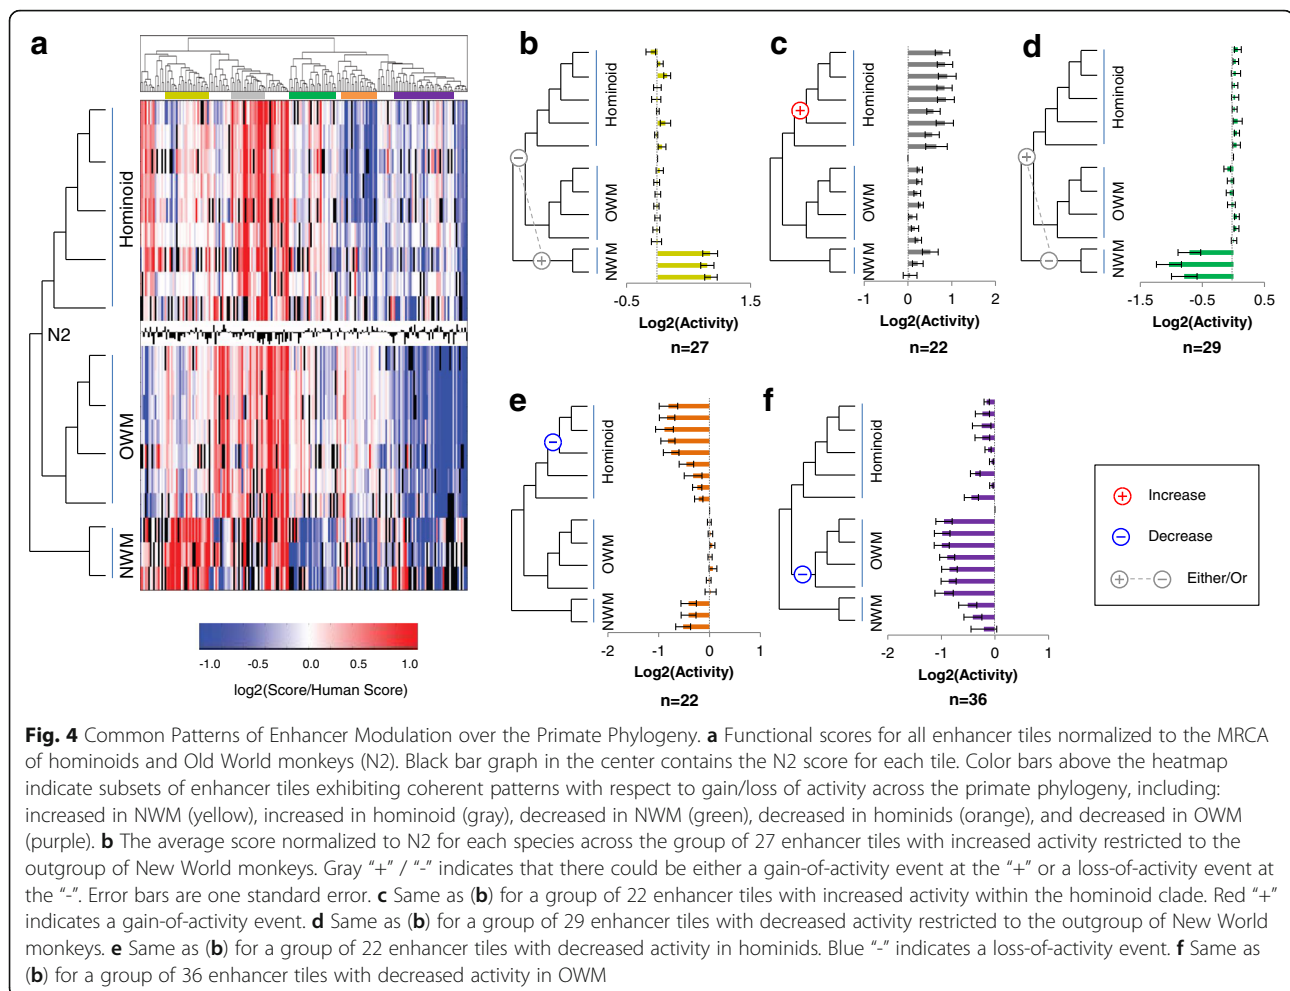 a
Hominoid
N2
OWM
NWM
-1.0 -0.5 0.0 0.5 1.0
log2(Score/Human Score)
b
Hominoid
OWM
NWM
-0.5 1.5
Log2(Activity)
n=27
c
Hominoid
OWM
NWM
-1 0 1 2
Log2(Activity)
n=22
d
Hominoid
OWM
NWM
-1.5 -0.5 0.5
Log2(Activity)
n=29
e
Hominoid
OWM
NWM
-2 -1 0 1
Log2(Activity)
n=22
f
Hominoid
OWM
NWM
-2 -1 0 1
Log2(Activity)
n=36
+ Increase
− Decrease
+ − Either/Or
Fig. 4 Common Patterns of Enhancer Modulation over the Primate Phylogeny. a Functional scores for all enhancer tiles normalized to the MRCA
of hominoids and Old World monkeys (N2). Black bar graph in the center contains the N2 score for each tile. Color bars above the heatmap
indicate subsets of enhancer tiles exhibiting coherent patterns with respect to gain/loss of activity across the primate phylogeny, including:
increased in NWM (yellow), increased in hominoid (gray), decreased in NWM (green), decreased in hominids (orange), and decreased in OWM
(purple). b The average score normalized to N2 for each species across the group of 27 enhancer tiles with increased activity restricted to the
outgroup of New World monkeys. Gray “+” / “-” indicates that there could be either a gain-of-activity event at the “+” or a loss-of-activity event at
the “-”. Error bars are one standard error. c Same as (b) for a group of 22 enhancer tiles with increased activity within the hominoid clade. Red “+”
indicates a gain-of-activity event. d Same as (b) for a group of 29 enhancer tiles with decreased activity restricted to the outgroup of New World
monkeys. e Same as (b) for a group of 22 enhancer tiles with decreased activity in hominids. Blue “-” indicates a loss-of-activity event. f Same as
(b) for a group of 36 enhancer tiles with decreased activity in OWM